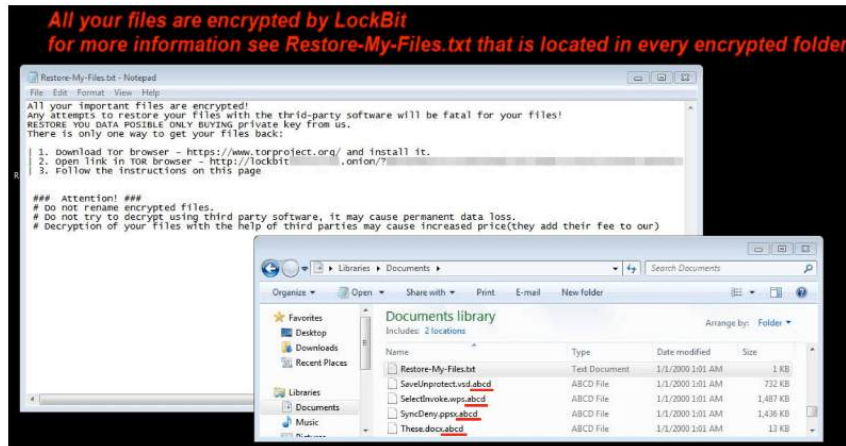 All your files are encrypted by LockBit
for more information see Restore-My-Files.txt that is located in every encrypted folder
Restore-My-Files.txt - Notepad
File Edit Format View Help
All your important files are encrypted!
Any attempts to restore your files with the thrid-party software will be fatal for your files!
RESTORE YOU DATA POSIBLE ONLY BUYING private key from us.
There is only one way to get your files back:
| 1. Download Tor browser - https://www.torproject.org/ and install it.
| 2. Open link in TOR browser - http://lockbit .onion/?
| 3. Follow the instructions on this page
### Attention! ###
# Do not rename encrypted files.
# Do not try to decrypt using third party software, it may cause permanent data loss.
# Decryption of your files with the help of third parties may cause increased price(they add their fee to our)
R
Libraries Documents
Search Documents
Organize Open Share with Print E-mail New folder
Favorites
Desktop
Downloads
Recent Places
Libraries
Documents
Music
Pictures
Documents library
Includes: 2 locations
Arrange by: Folder
Name Type Date modified Size
Restore-My-Files.txt Text Document 1/1/2000 1:01 AM 1 KB
SaveUnprotect.vsd.abcd ABCD File 1/1/2000 1:01 AM 732 KB
SelectInvoke.wps.abcd ABCD File 1/1/2000 1:01 AM 1,487 KB
SyncDeny.ppsx.abcd ABCD File 1/1/2000 1:01 AM 1,436 KB
These.docx.abcd ABCD File 1/1/2000 1:01 AM 13 KB